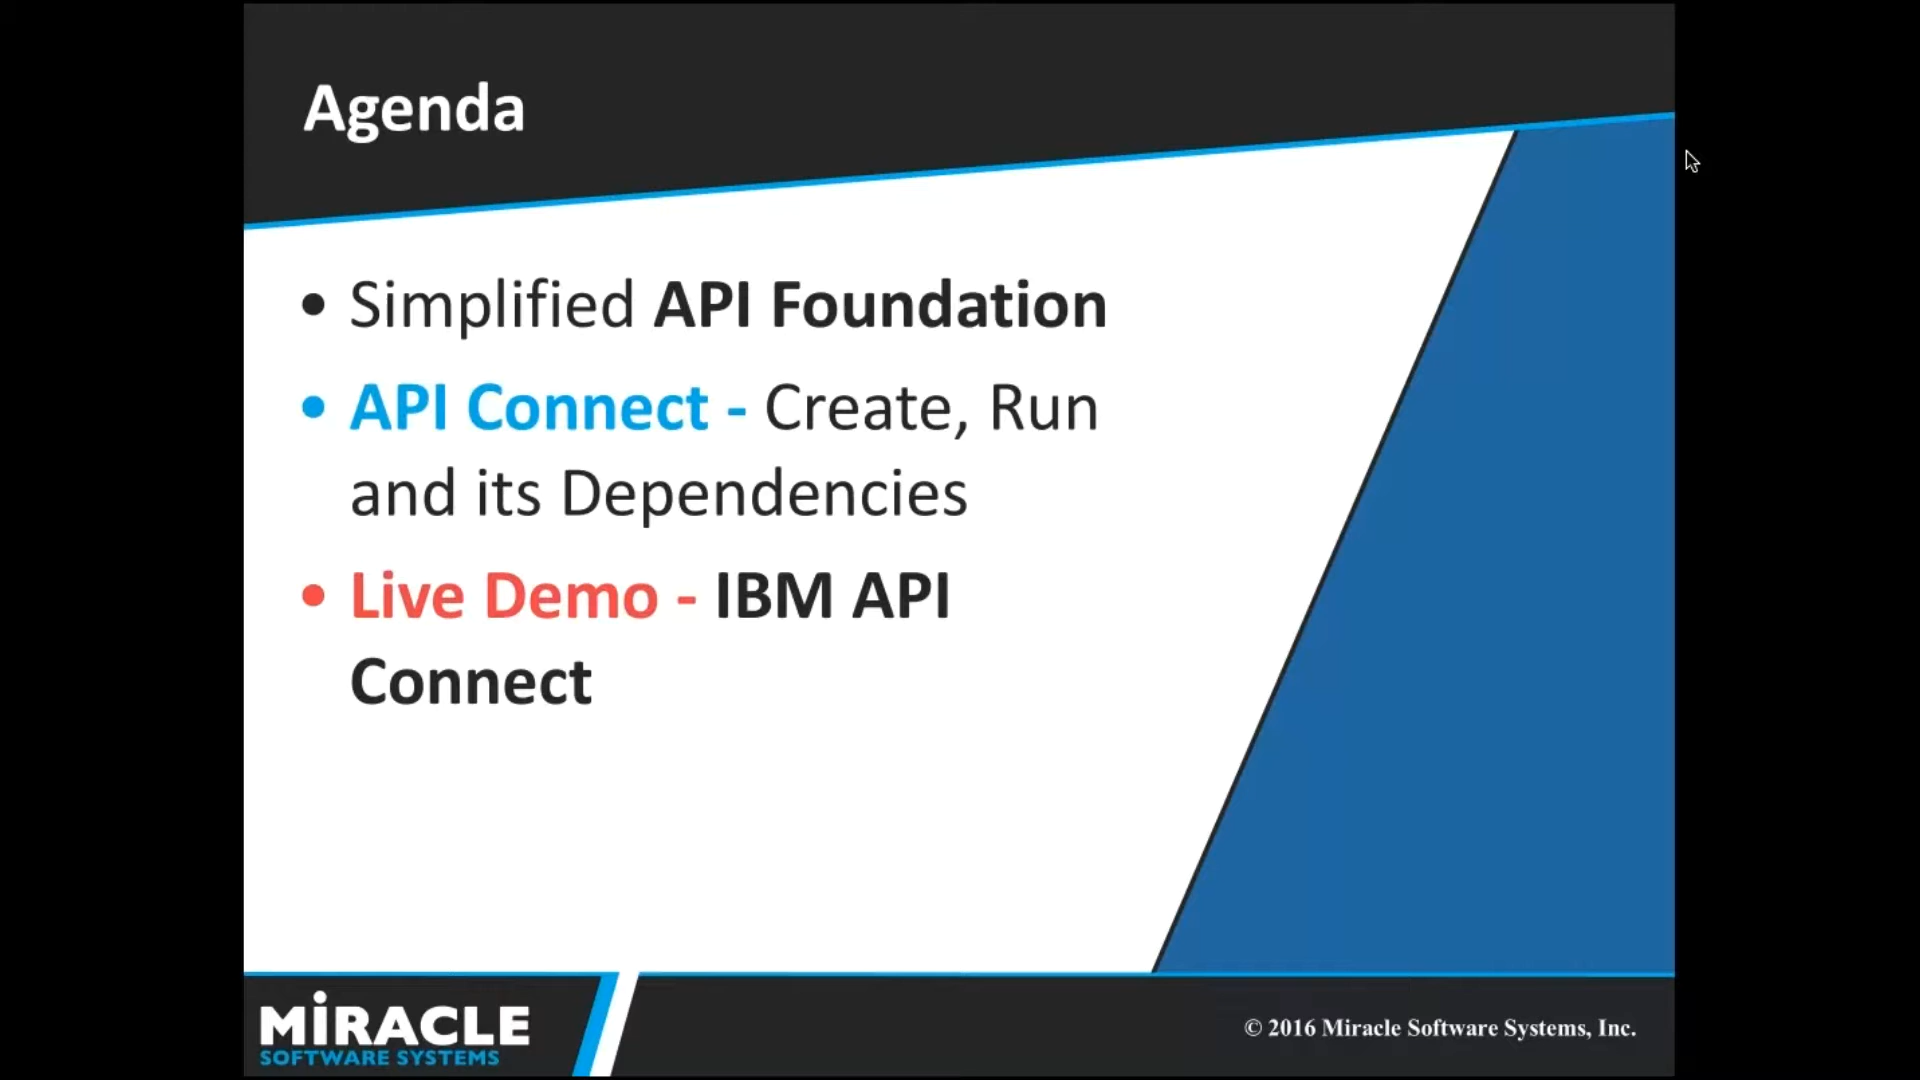 Agenda
• Simplified API Foundation
• API Connect - Create, Run
and its Dependencies
• Live Demo - IBM API
Connect
MiRACLE
SOFTWARE SYSTEMS
© 2016 Miracle Software Systems, Inc.